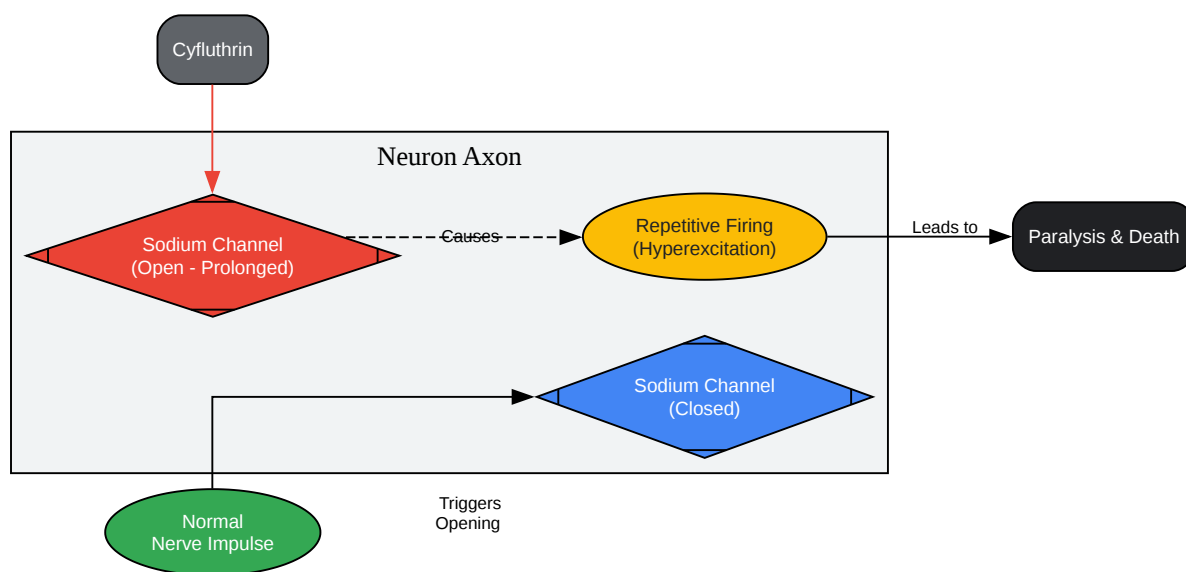 Cyfluthrin
Neuron Axon
Sodium Channel
(Open - Prolonged)
Causes
Repetitive Firing
(Hyperexcitation)
Leads to
Paralysis & Death
Sodium Channel
(Closed)
Triggers
Opening
Normal
Nerve Impulse